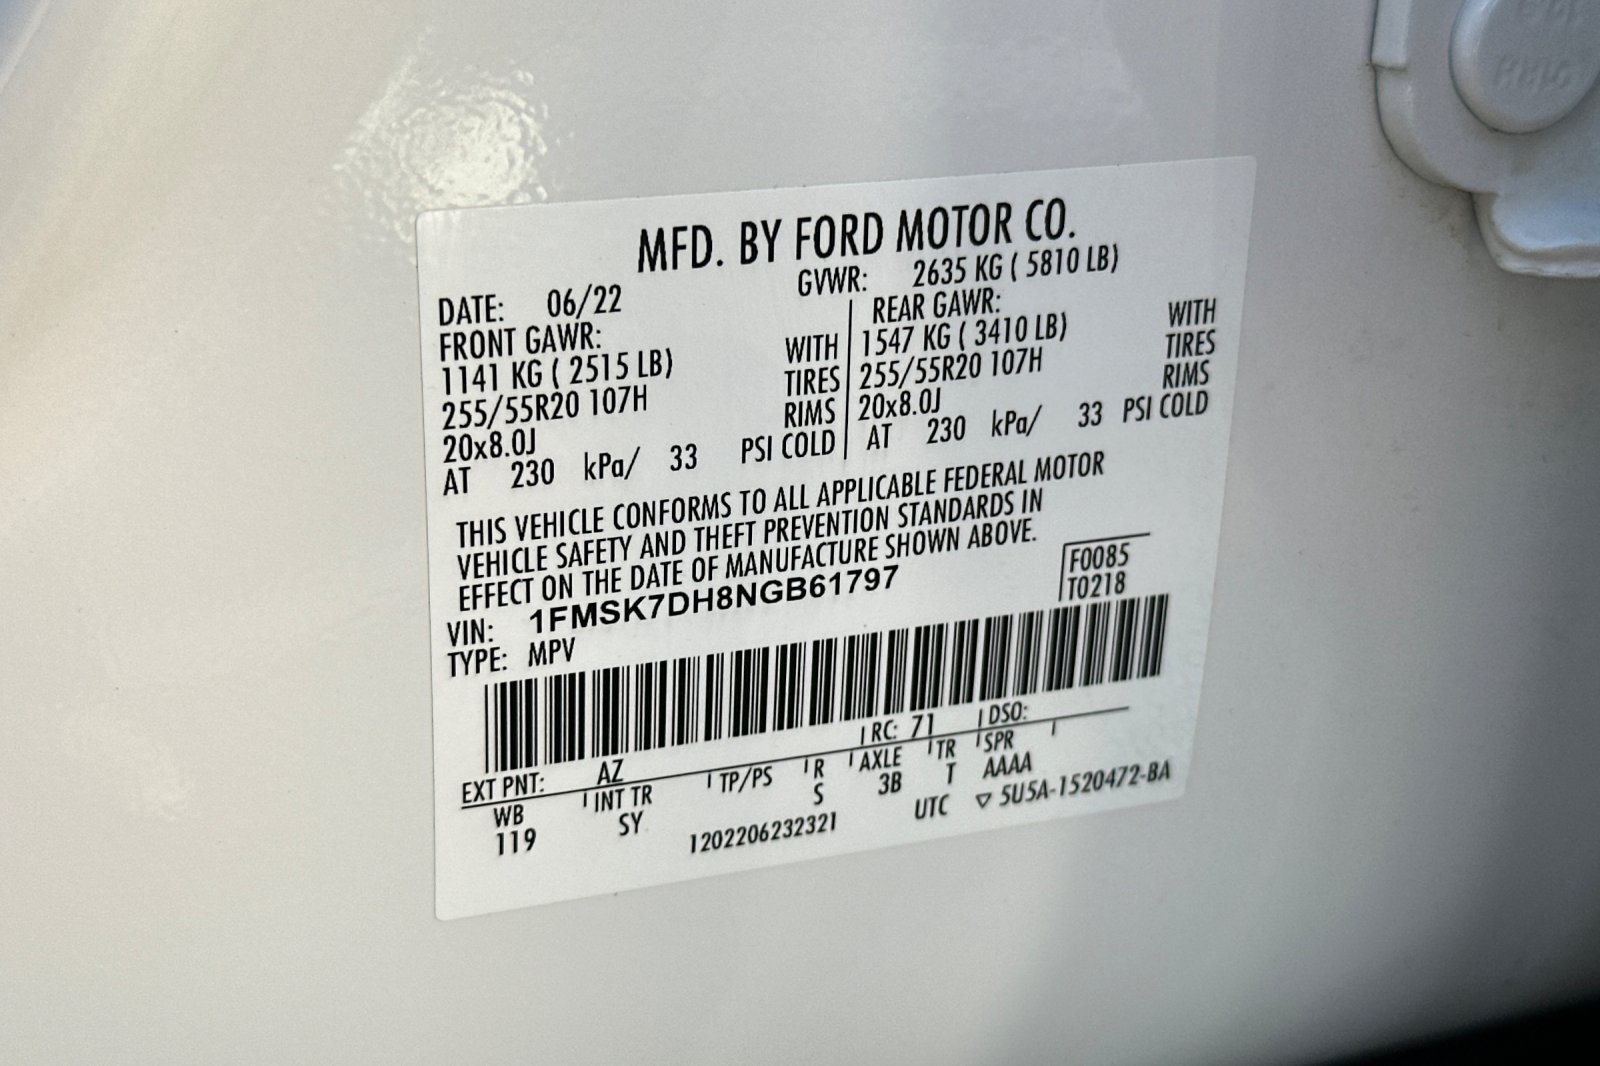 MFD. BY FORD MOTOR CO.
DATE: 06/22 GVWR: 2635 KG ( 5810 LB)
FRONT GAWR: REAR GAWR:
1141 KG ( 2515 LB) WITH 1547 KG ( 3410 LB) WITH
255/55R20 107H TIRES 255/55R20 107H TIRES
20x8.0J RIMS 20x8.0J RIMS
AT 230 kPa/ 33 PSI COLD AT 230 kPa/ 33 PSI COLD
THIS VEHICLE CONFORMS TO ALL APPLICABLE FEDERAL MOTOR
VEHICLE SAFETY AND THEFT PREVENTION STANDARDS IN
EFFECT ON THE DATE OF MANUFACTURE SHOWN ABOVE.
VIN: 1FMSK7DH8NGB61797 F0085
TYPE: MPV T0218
EXT PNT: AZ RC: 71 DSO:
WB INT TR TP/PS R AXLE TR SPR
119 SY S 3B T AAAA
1202206232321 UTC ▽ 5U5A-1520472-BA